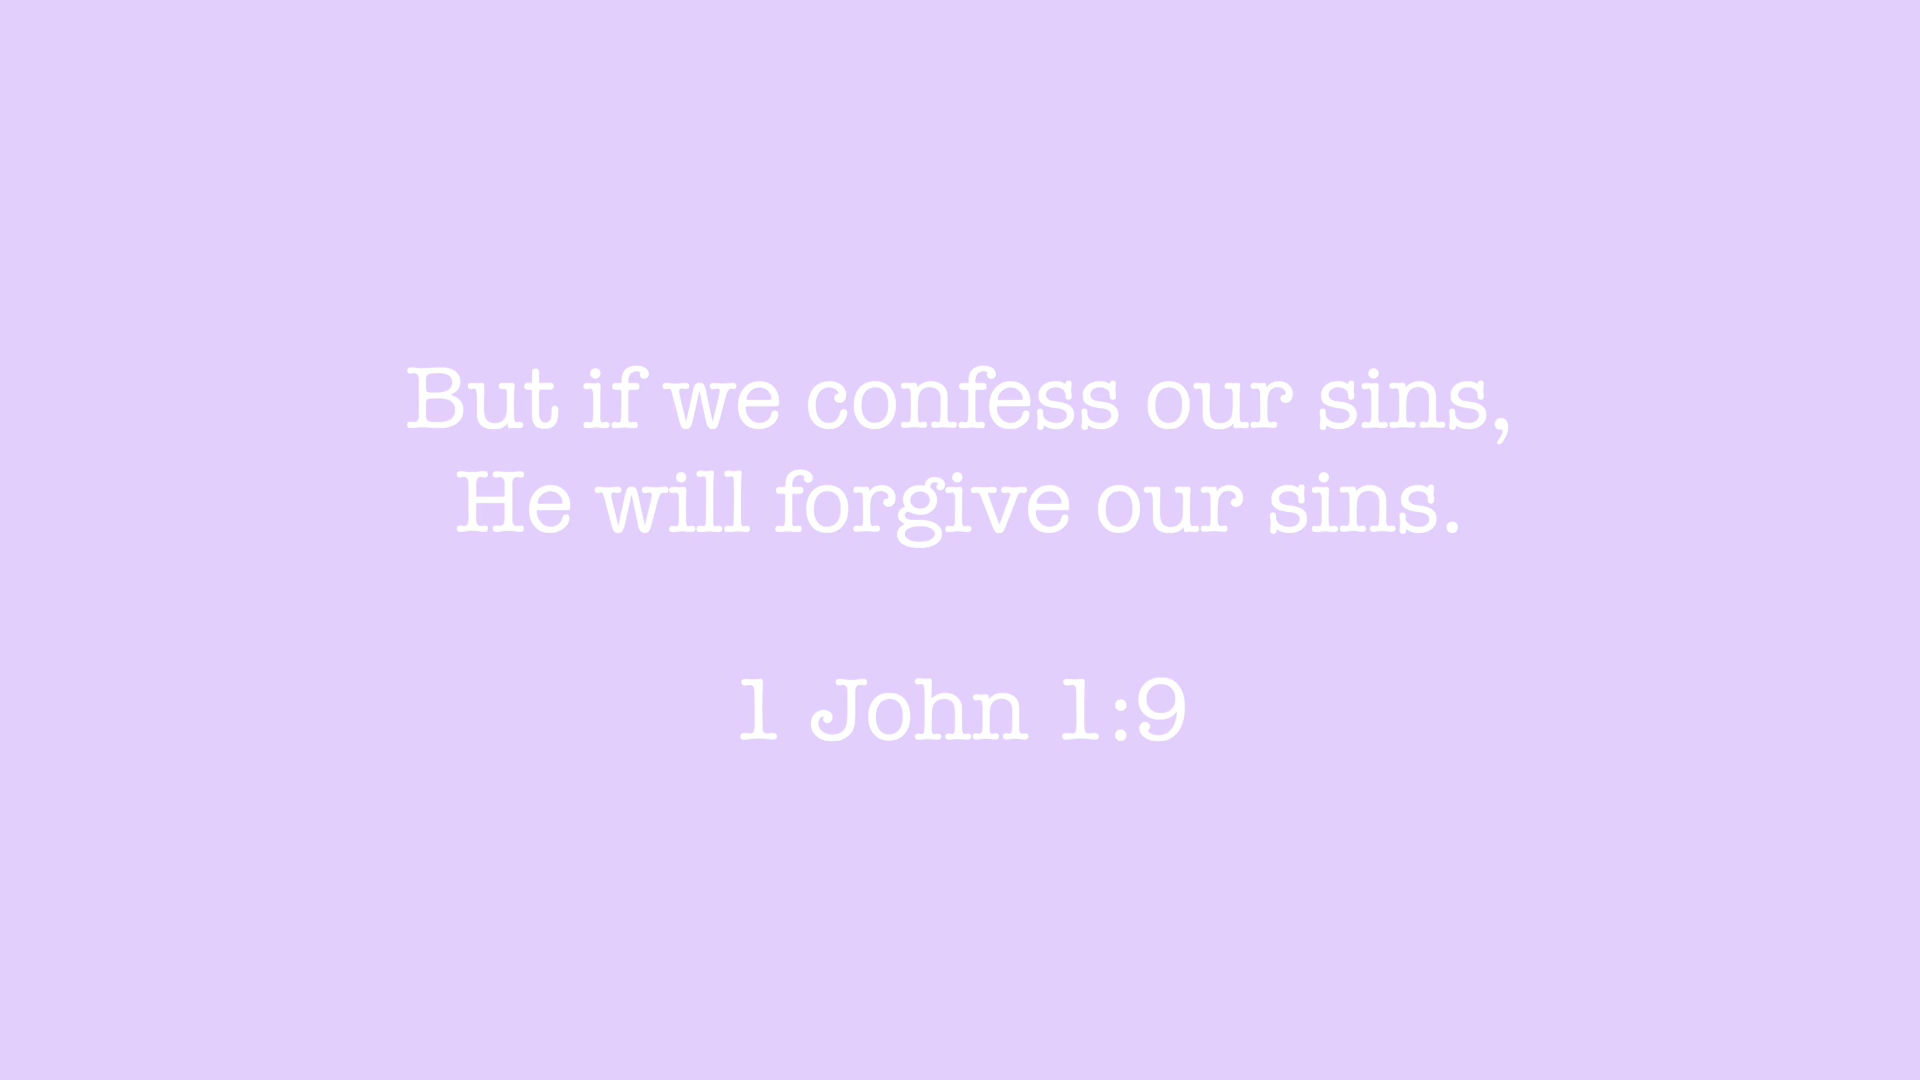 But if we confess our sins,
He will forgive our sins.
1 John 1:9